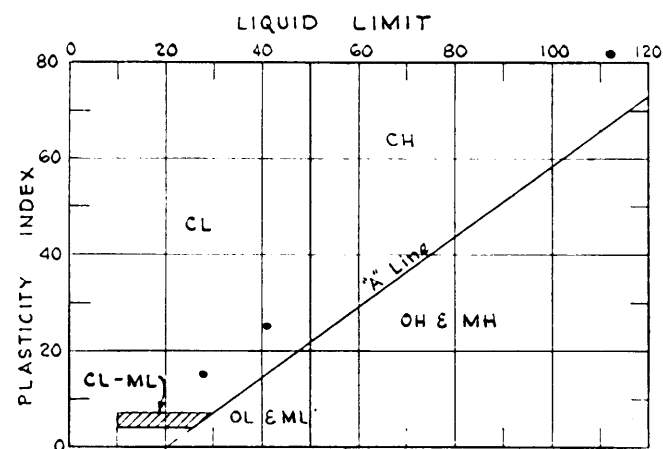 LIQUID LIMIT
0 20 40 60 80 100 120
80
60
40
20
0
PLASTICITY INDEX
CH
CL
"A" Line
OH & MH
CL-ML
OL & ML